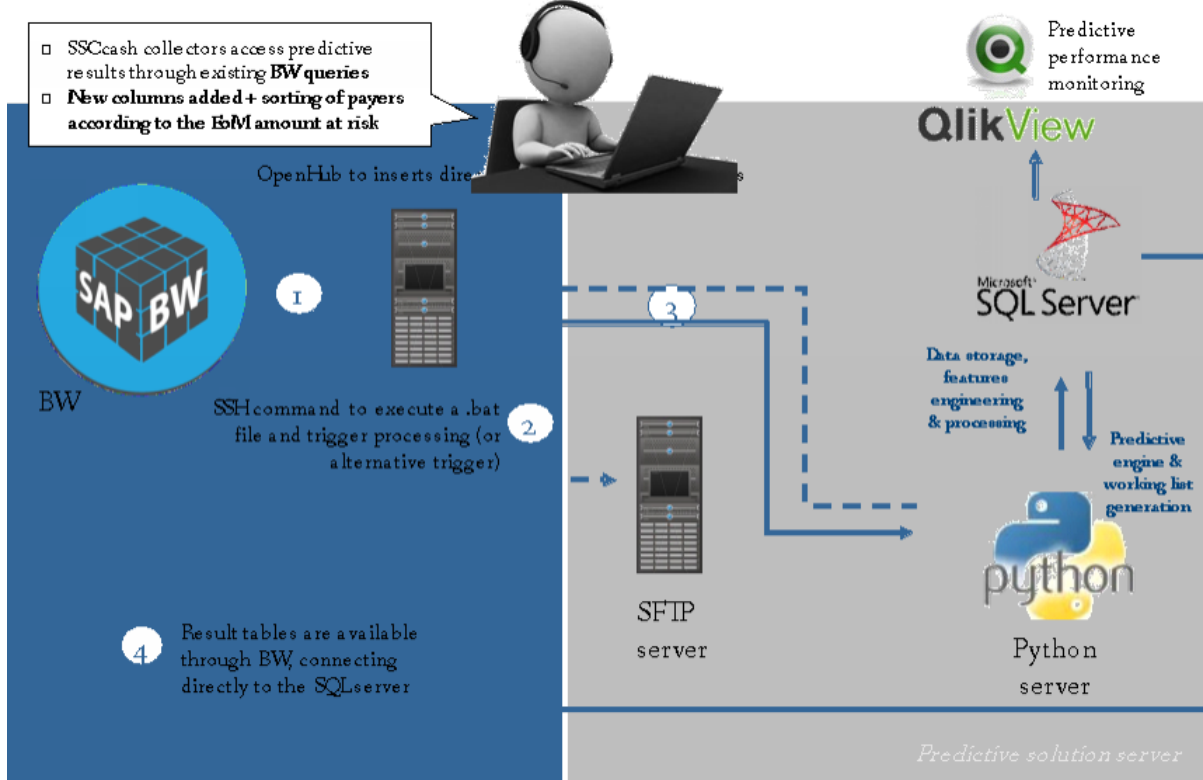 SSC cash collectors access predictive
results through existing BW queries
New columns added + sorting of payers
according to the EoM amount at risk
Predictive
performance
monitoring
QlikView
OpenHub to inserts
SAP BW
1
3
Microsoft
SQL Server
BW
Data storage,
features
engineering
& processing
SSH command to execute a .bat
file and trigger processing (or
alternative trigger)
2
Predictive
engine &
working list
generation
python
SFTP
server
Python
server
4
Result tables are available
through BW, connecting
directly to the SQL server
Predictive solution server